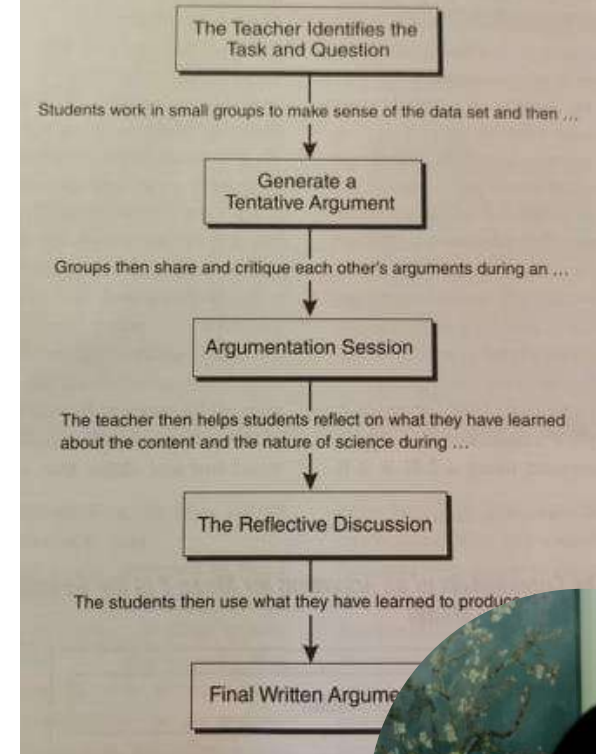 The Teacher Identifies the
Task and Question
Students work in small groups to make sense of the data set and then ...
Generate a
Tentative Argument
Groups then share and critique each other's arguments during an ...
Argumentation Session
The teacher then helps students reflect on what they have learned
about the content and the nature of science during ...
The Reflective Discussion
The students then use what they have learned to
Final Written